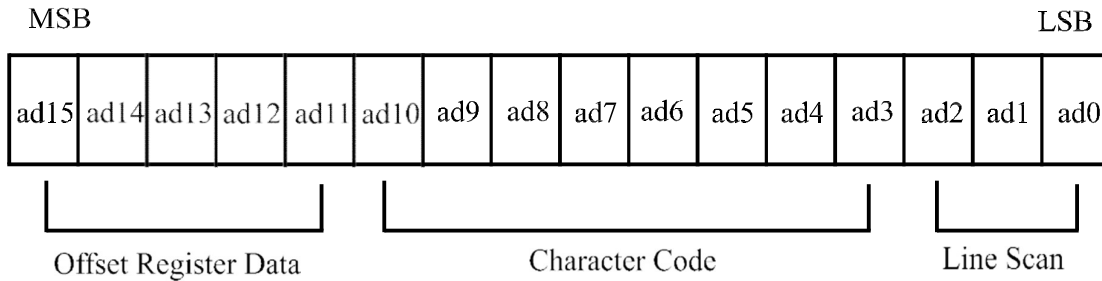 MSB LSB
ad15 ad14 ad13 ad12 ad11 ad10 ad9 ad8 ad7 ad6 ad5 ad4 ad3 ad2 ad1 ad0
Offset Register Data Character Code Line Scan